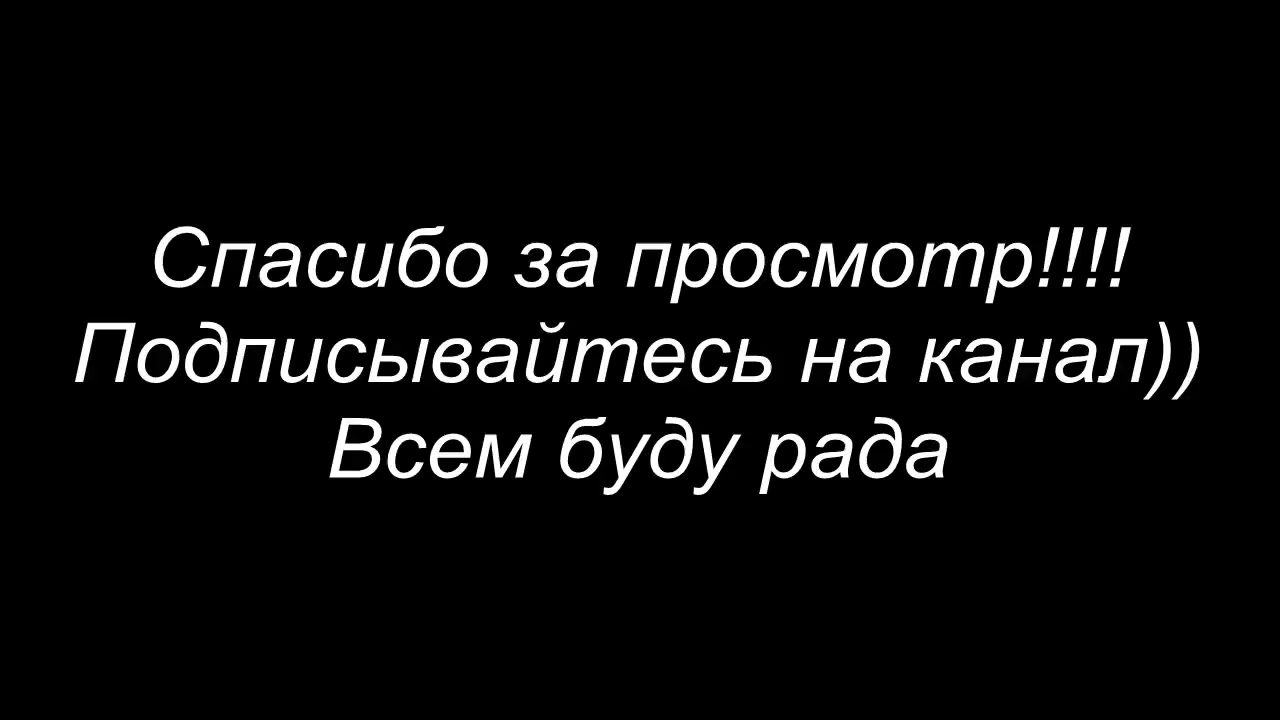 Спасибо за просмотр!!!!
Подписывайтесь на канал))
Всем буду рада